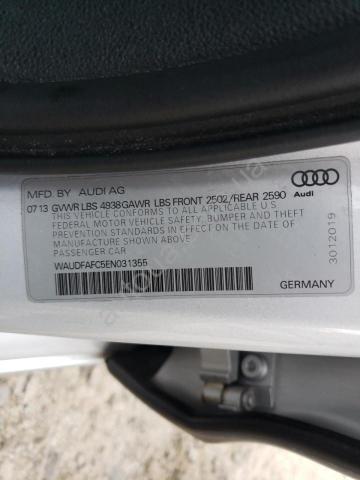 MFD. BY AUDI AG
07 13 GVWR LBS 4938 GAWR LBS FRONT 2502 / REAR 2590
Audi
THIS VEHICLE CONFORMS TO ALL APPLICABLE U.S.
FEDERAL MOTOR VEHICLE SAFETY, BUMPER AND THEFT
PREVENTION STANDARDS IN EFFECT ON THE DATE
OF MANUFACTURE SHOWN ABOVE
PASSENGER CAR
WAUDFAFC5EN031355
GERMANY
3012019